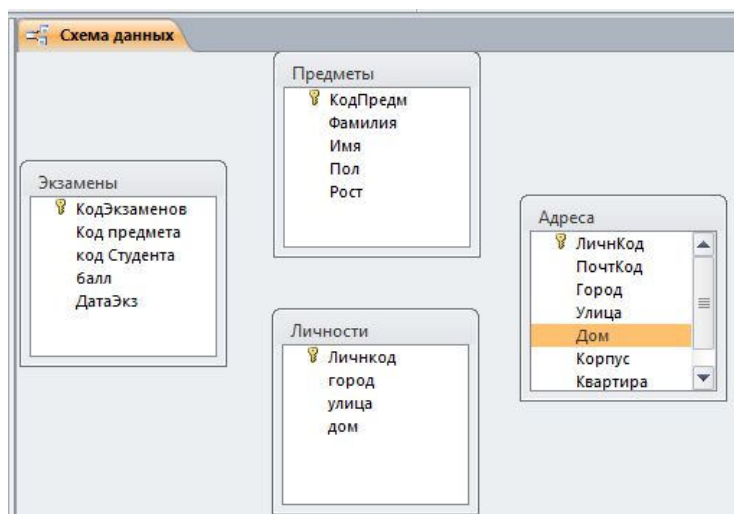 Схема данных
Предметы
КодПредм
Фамилия
Имя
Пол
Рост
Экзамены
КодЭкзаменов
Код предмета
код Студента
балл
ДатаЭкз
Адреса
ЛичнКод
ПочтКод
Город
Улица
Дом
Корпус
Квартира
Личности
Личнкод
город
улица
дом